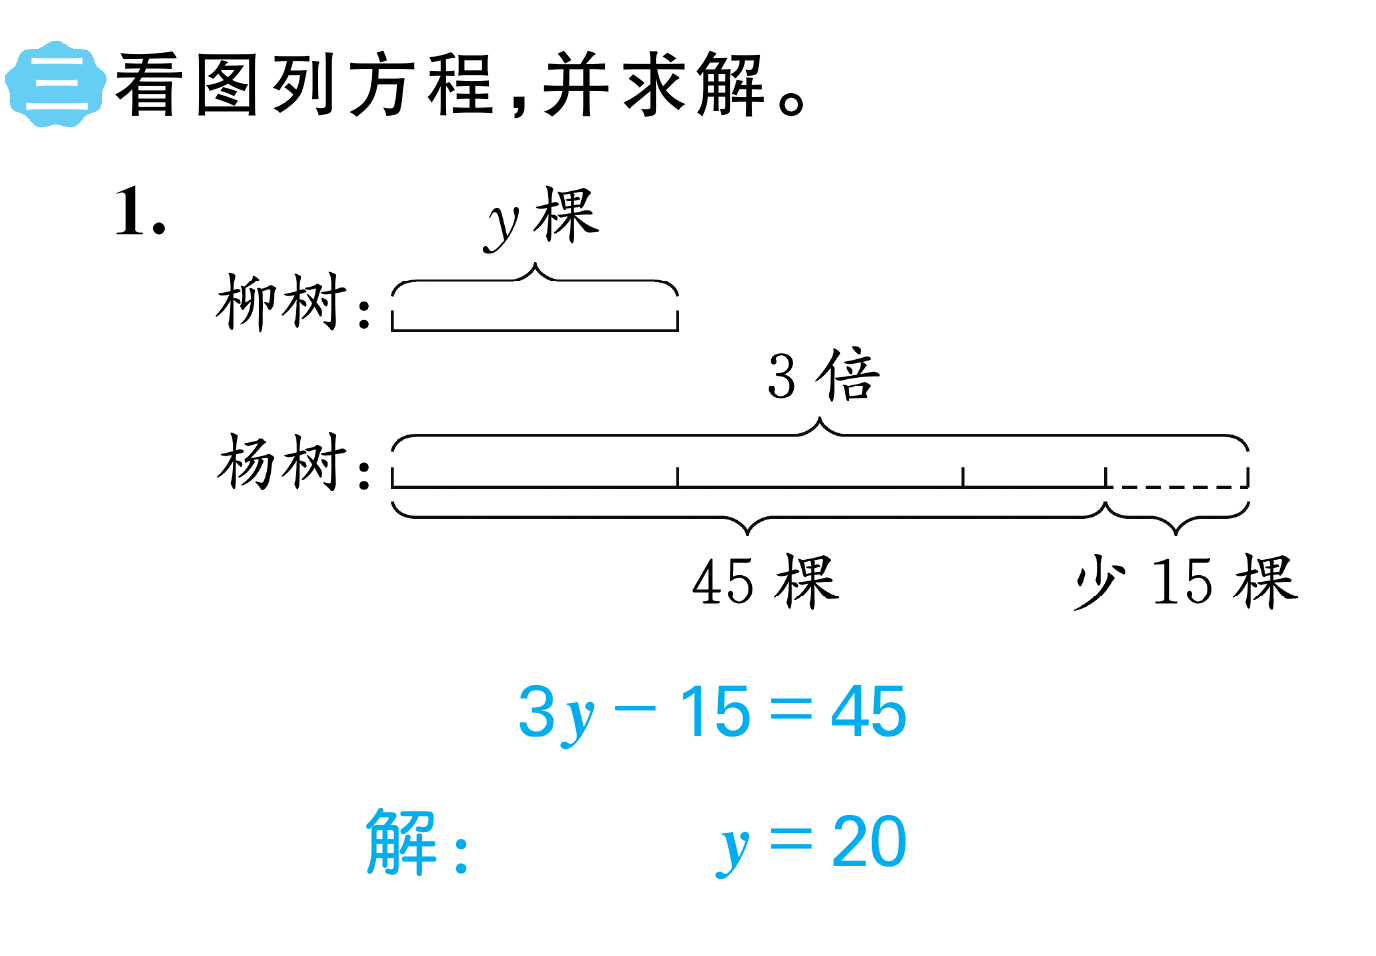 三 看图列方程,并求解。
1.
y棵
柳树:
3 倍
杨树:
45 棵 少 15 棵
3y − 15 = 45
解: y = 20